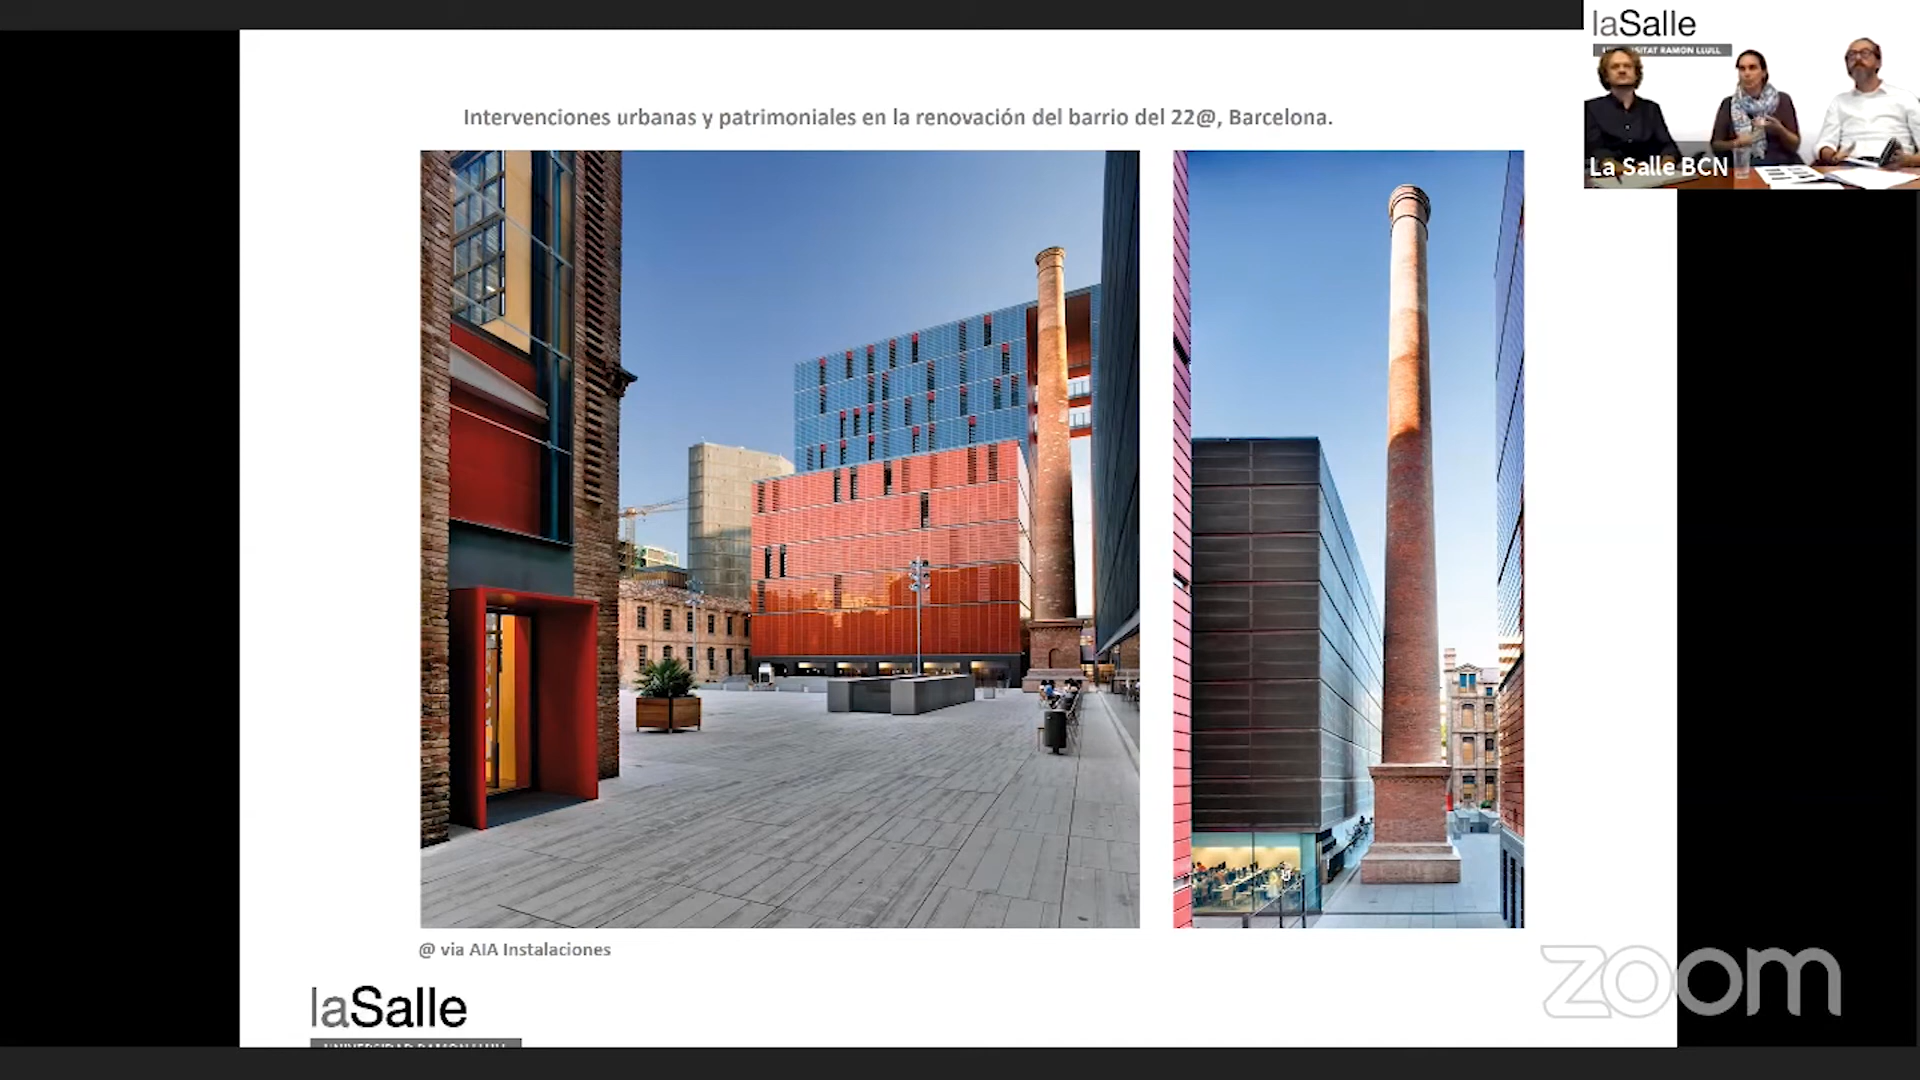 laSalle
UNIVERSITAT RAMON LLULL
La Salle BCN
Intervenciones urbanas y patrimoniales en la renovación del barrio del 22@, Barcelona.
@ via AIA Instalaciones
laSalle
UNIVERSIDAD RAMON LLULL
zoom